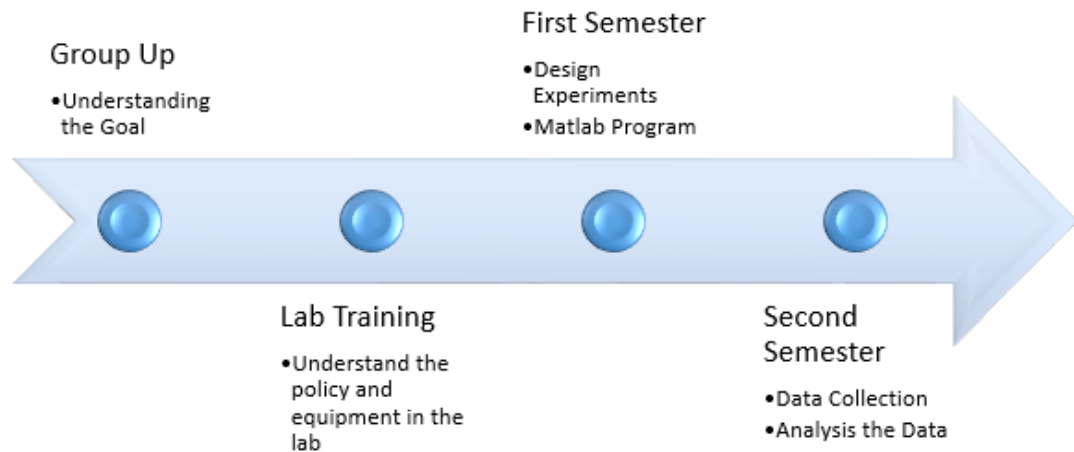 Group Up
•Understanding
the Goal
Lab Training
•Understand the
policy and
equipment in the
lab
First Semester
•Design
Experiments
•Matlab Program
Second
Semester
•Data Collection
•Analysis the Data